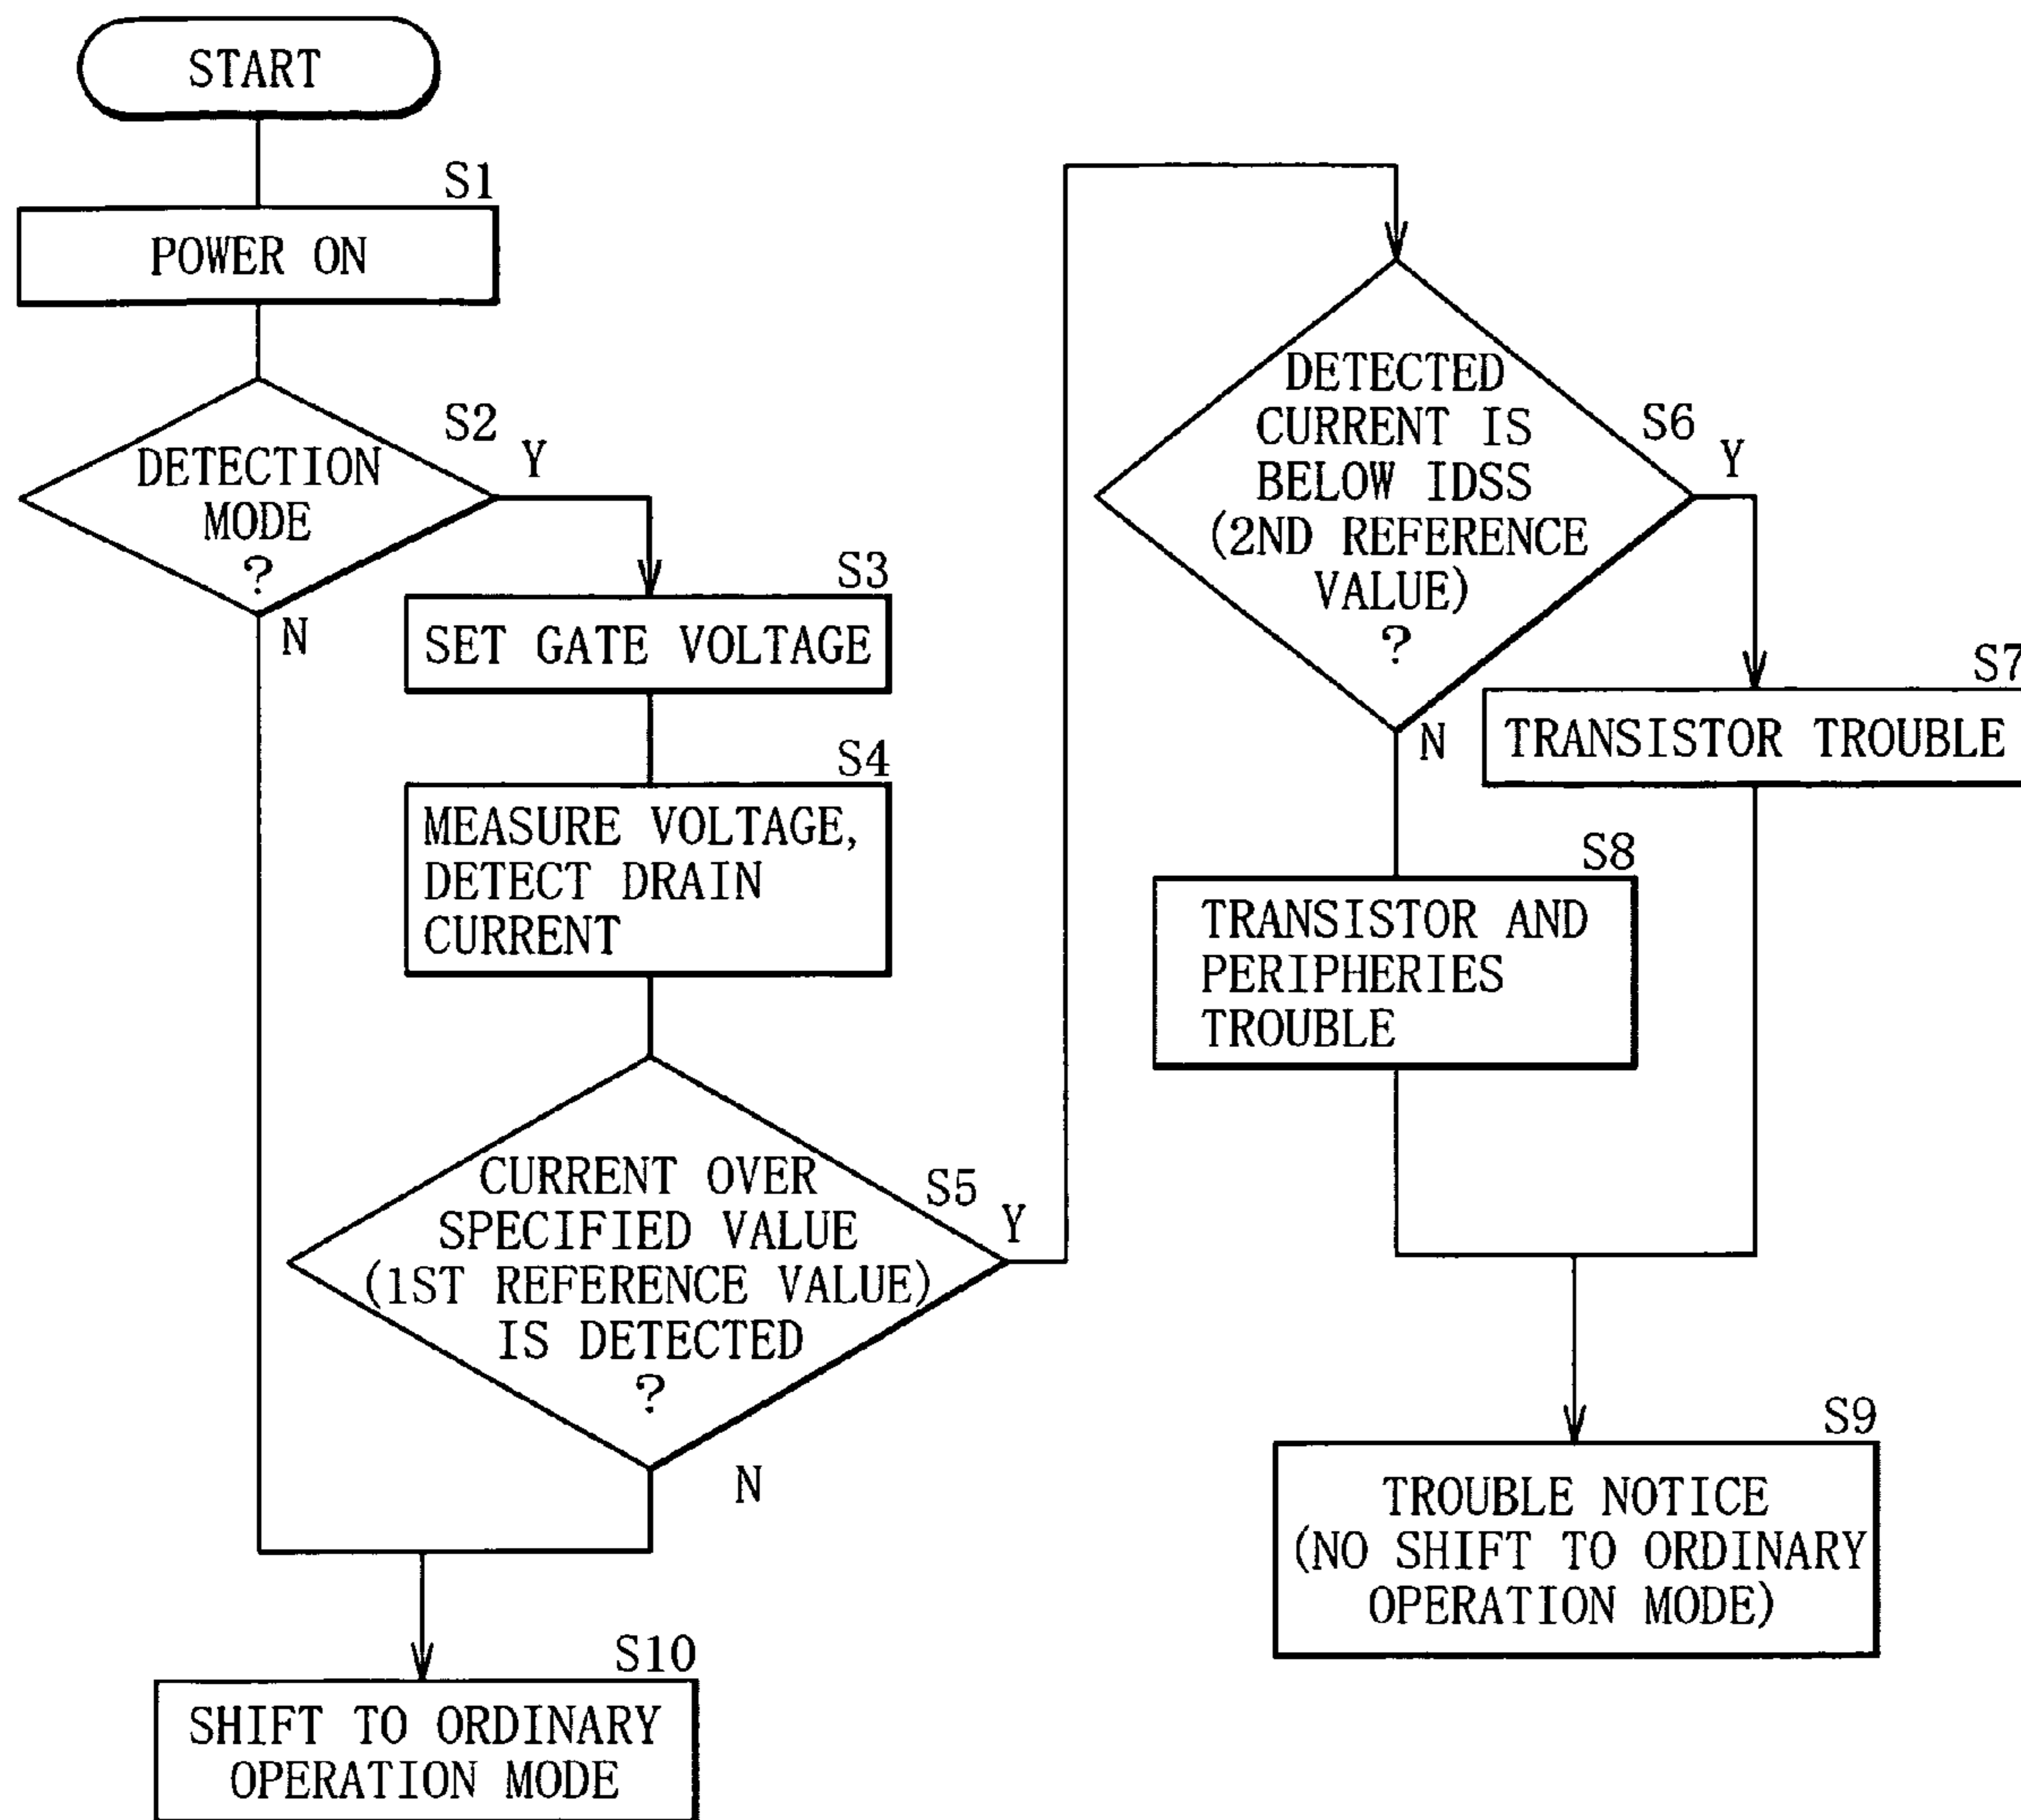 START
S1
POWER ON
S2
DETECTION
MODE
?
Y
N
S3
SET GATE VOLTAGE
S4
MEASURE VOLTAGE,
DETECT DRAIN
CURRENT
S5
CURRENT OVER
SPECIFIED VALUE
(1ST REFERENCE VALUE)
IS DETECTED
?
Y
N
S10
SHIFT TO ORDINARY
OPERATION MODE
S6
DETECTED
CURRENT IS
BELOW IDSS
(2ND REFERENCE
VALUE)
?
Y
N
S7
TRANSISTOR TROUBLE
S8
TRANSISTOR AND
PERIPHERIES
TROUBLE
S9
TROUBLE NOTICE
(NO SHIFT TO ORDINARY
OPERATION MODE)